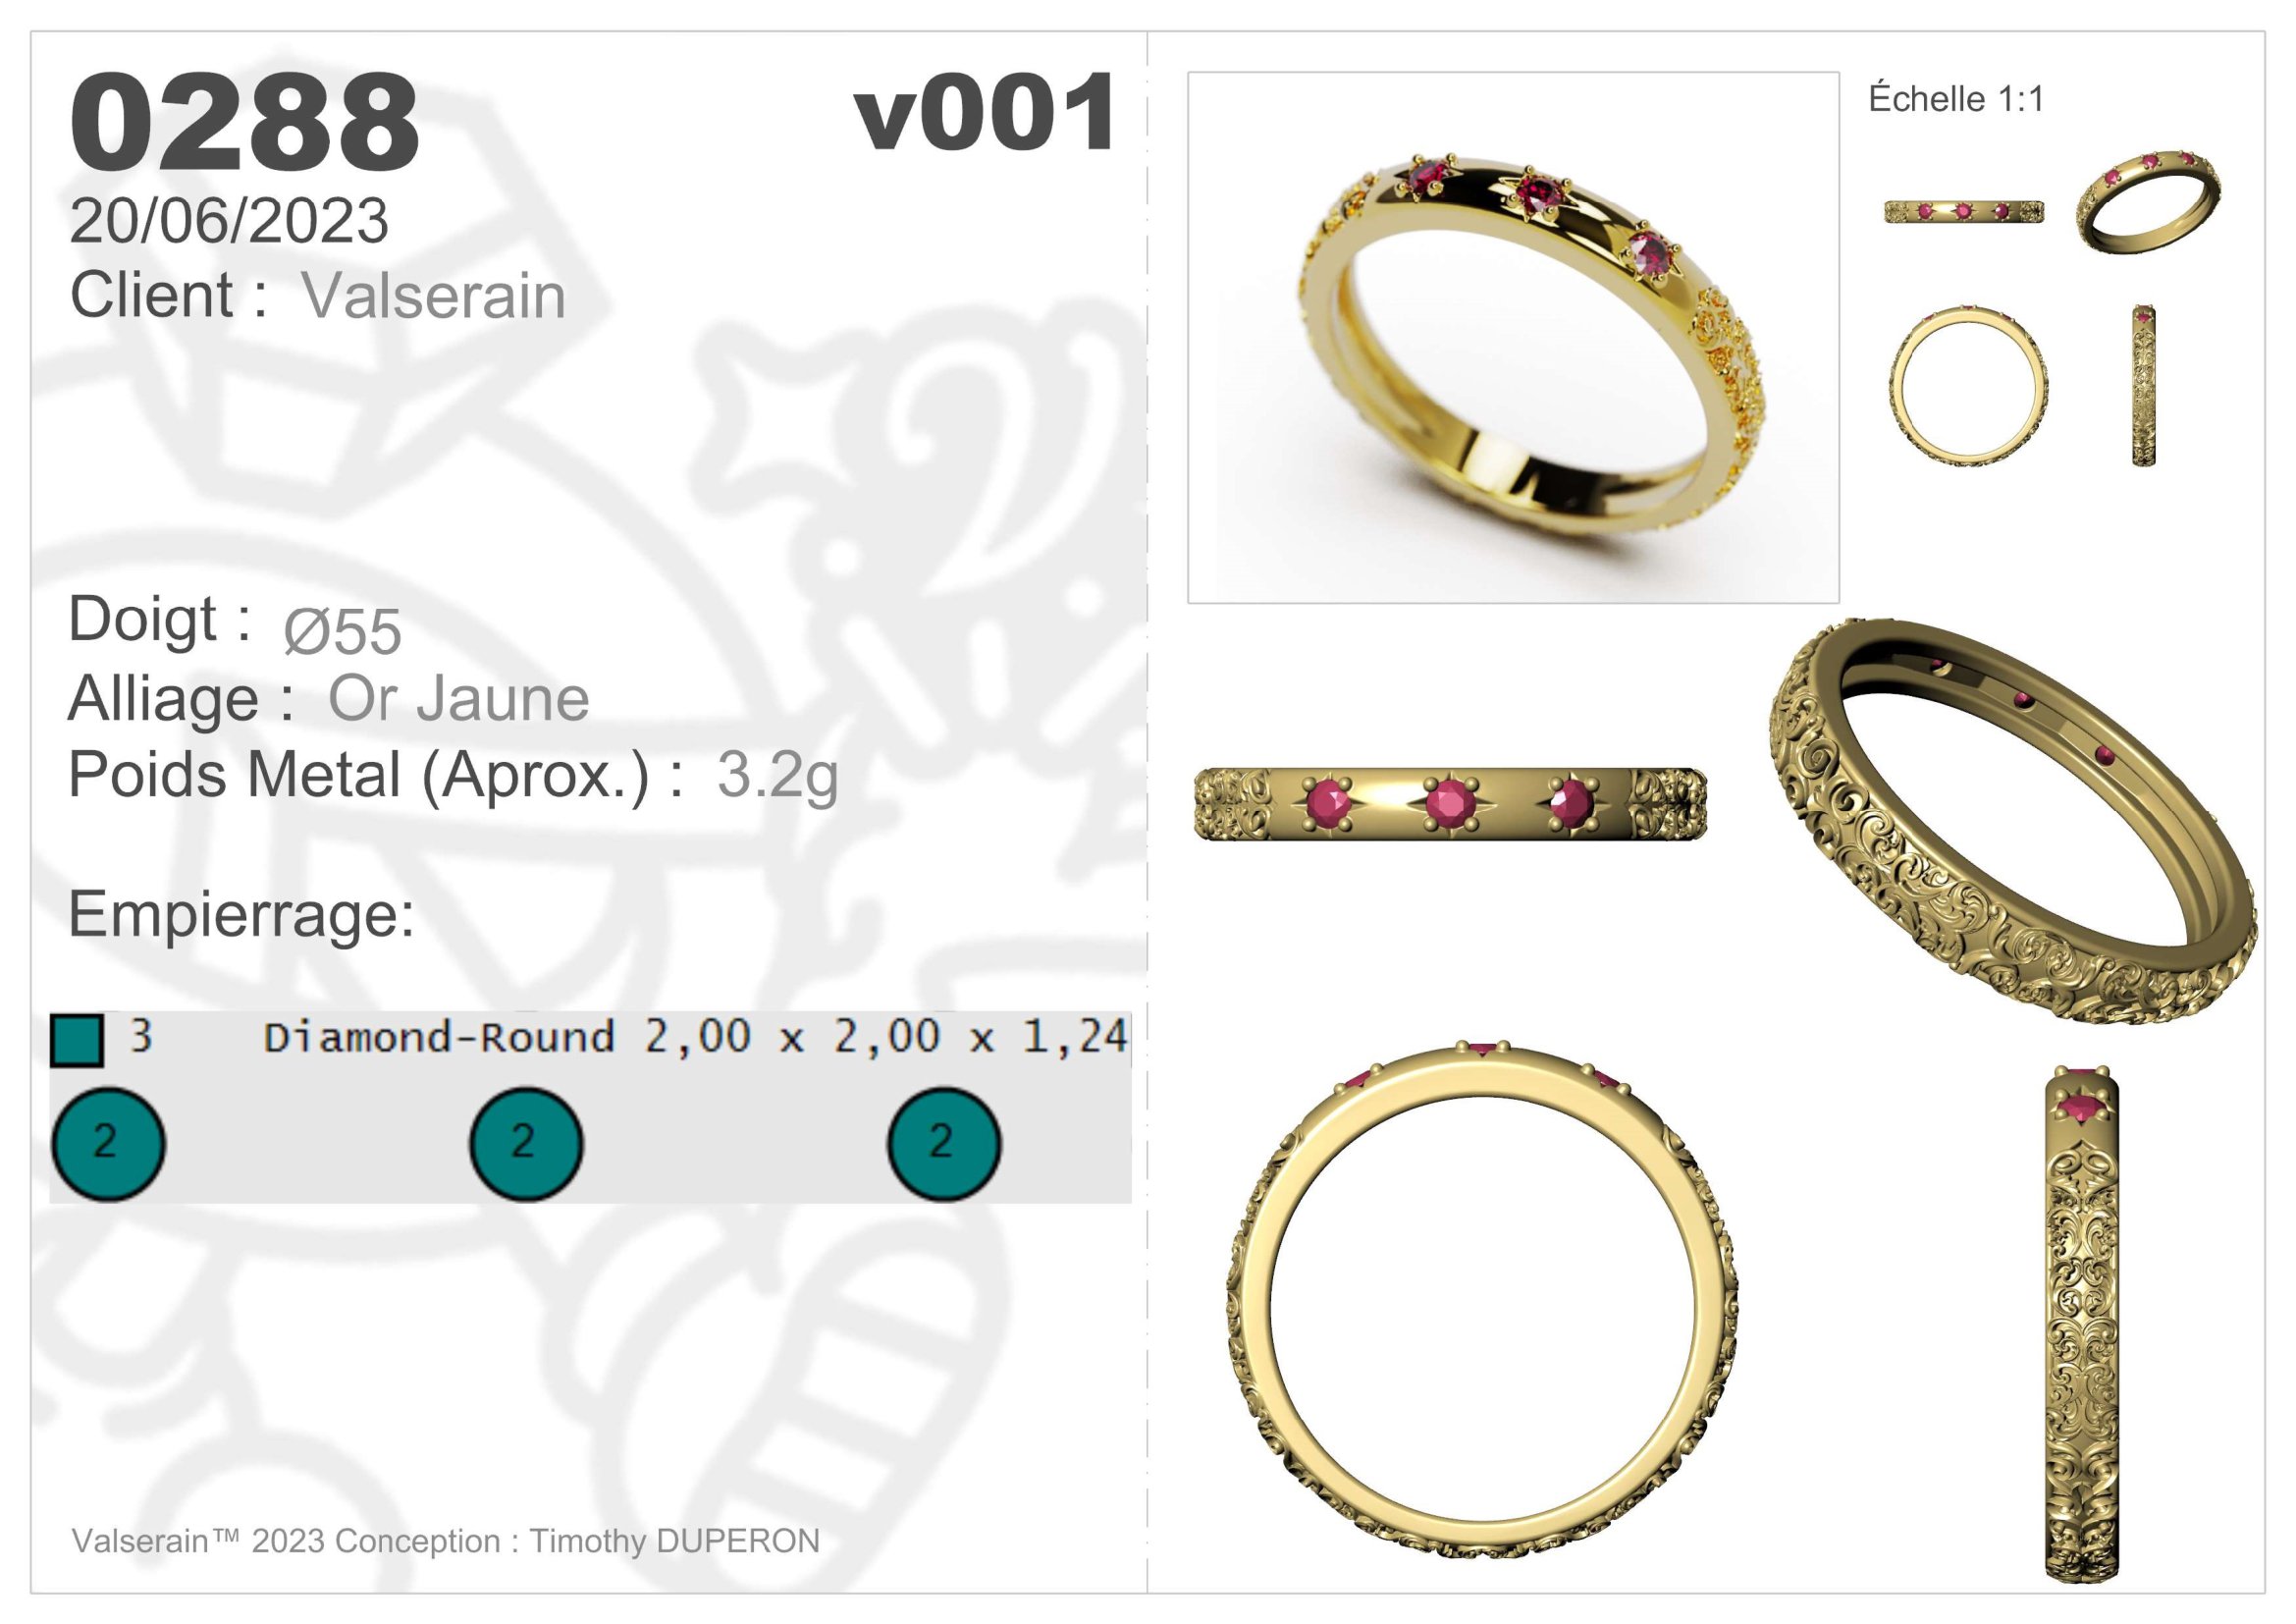 0288
v001
20/06/2023
Client : Valserain
Doigt : Ø55
Alliage : Or Jaune
Poids Metal (Aprox.) : 3.2g
Empierrage:
3 Diamond-Round 2,00 x 2,00 x 1,24
2 2 2
Valserain™ 2023 Conception : Timothy DUPERON
Échelle 1:1